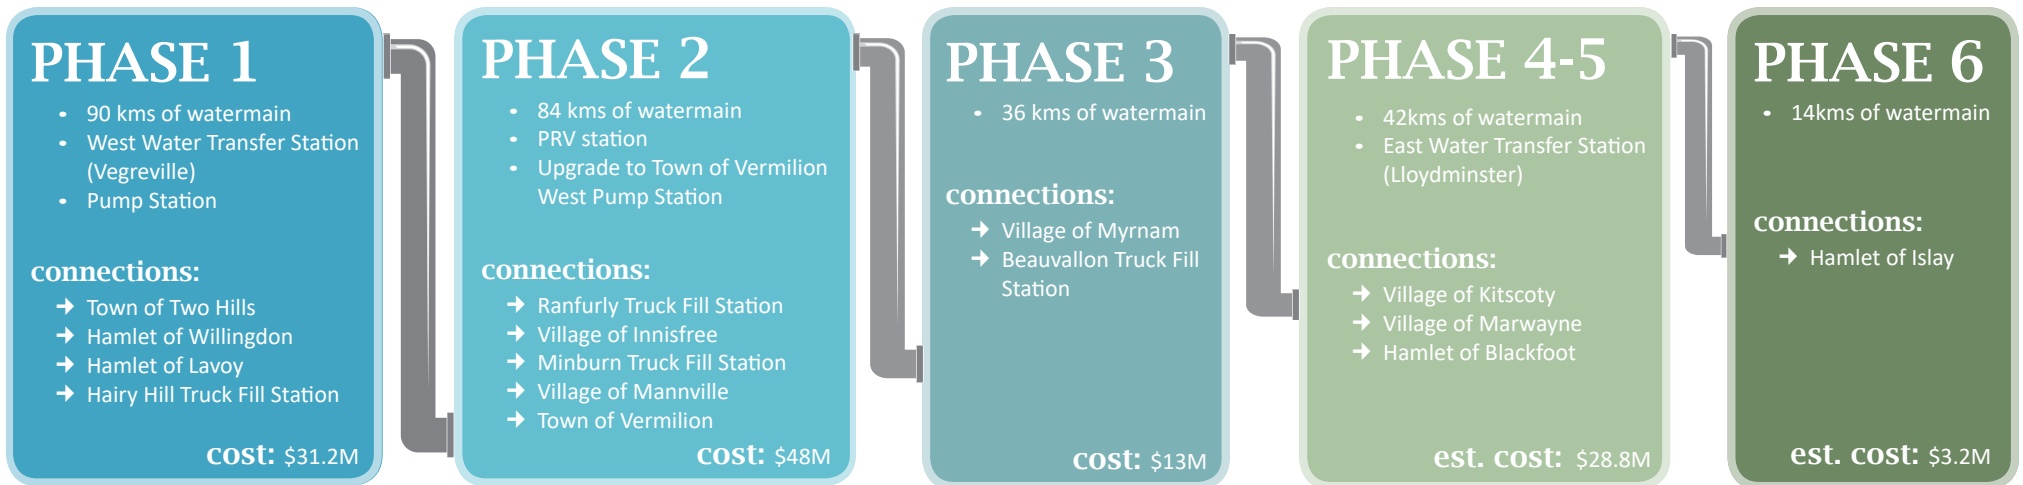 PHASE 1
• 90 kms of watermain
• West Water Transfer Station
(Vegreville)
• Pump Station
connections:
→ Town of Two Hills
→ Hamlet of Willingdon
→ Hamlet of Lavoy
→ Hairy Hill Truck Fill Station
cost: $31.2M
PHASE 2
• 84 kms of watermain
• PRV station
• Upgrade to Town of Vermilion
West Pump Station
connections:
→ Ranfurly Truck Fill Station
→ Village of Innisfree
→ Minburn Truck Fill Station
→ Village of Mannville
→ Town of Vermilion
cost: $48M
PHASE 3
• 36 kms of watermain
connections:
→ Village of Myrnam
→ Beauvallon Truck Fill
Station
cost: $13M
PHASE 4-5
• 42kms of watermain
• East Water Transfer Station
(Lloydminster)
connections:
→ Village of Kitscoty
→ Village of Marwayne
→ Hamlet of Blackfoot
est. cost: $28.8M
PHASE 6
• 14kms of watermain
connections:
→ Hamlet of Islay
est. cost: $3.2M